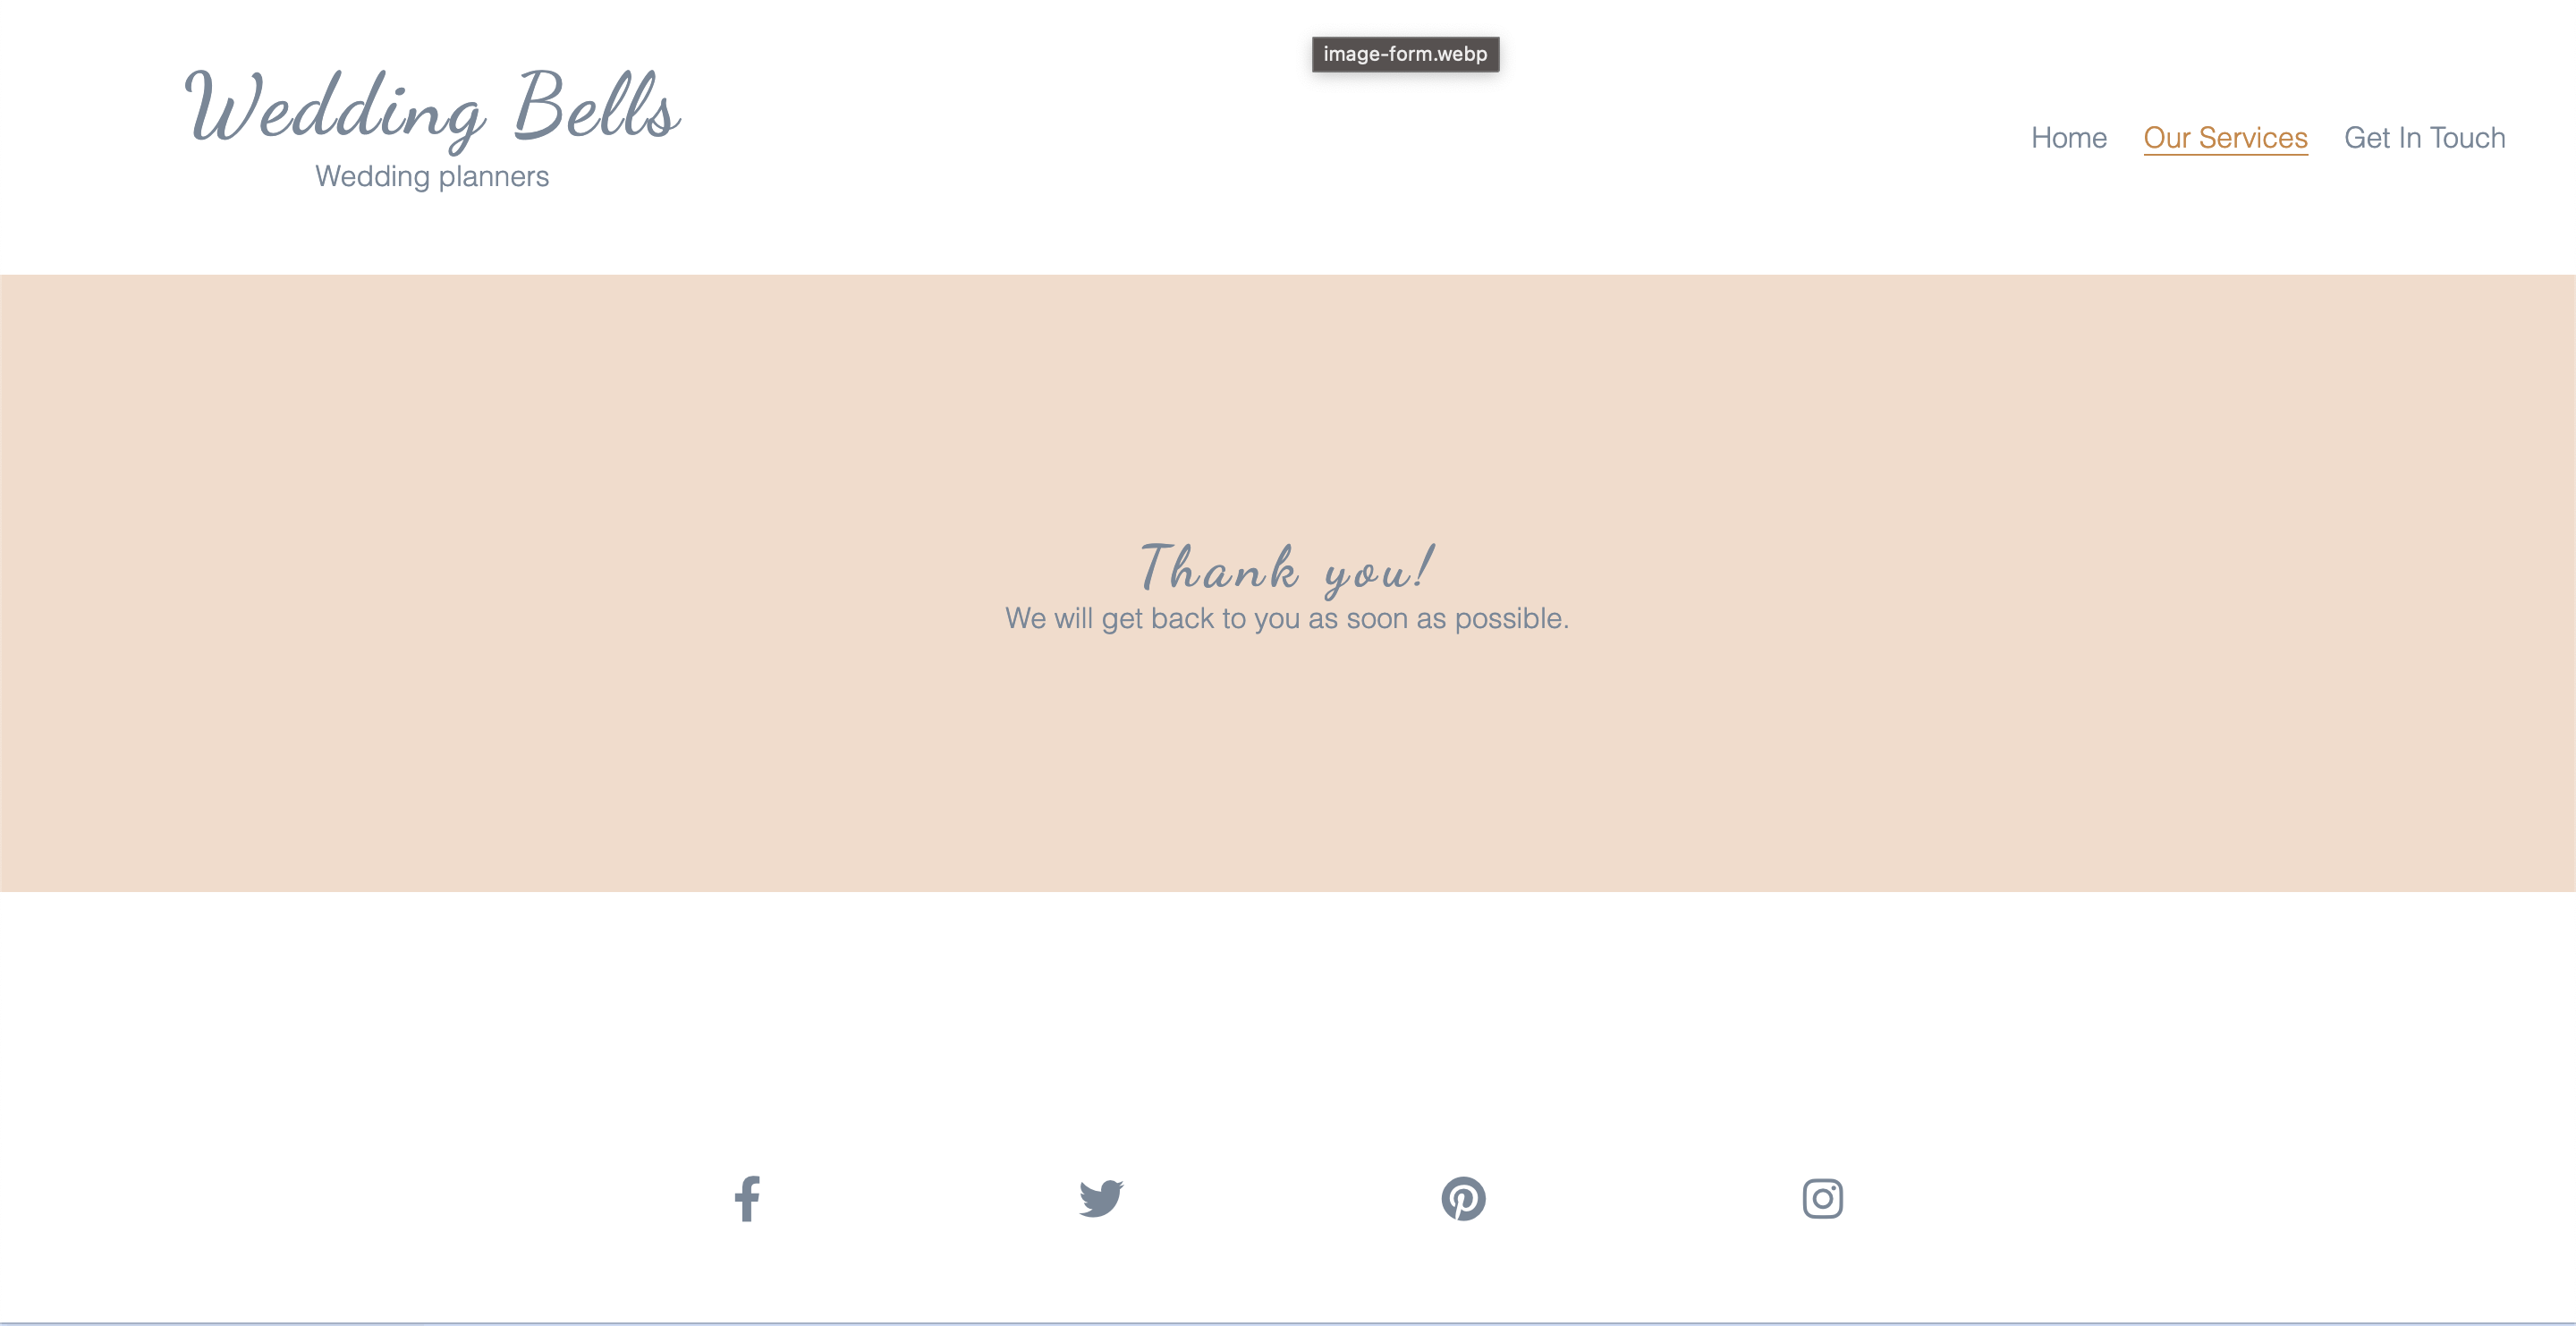 image-form.webp
Wedding Bells
Wedding planners
Home Our Services Get In Touch
Thank you!
We will get back to you as soon as possible.